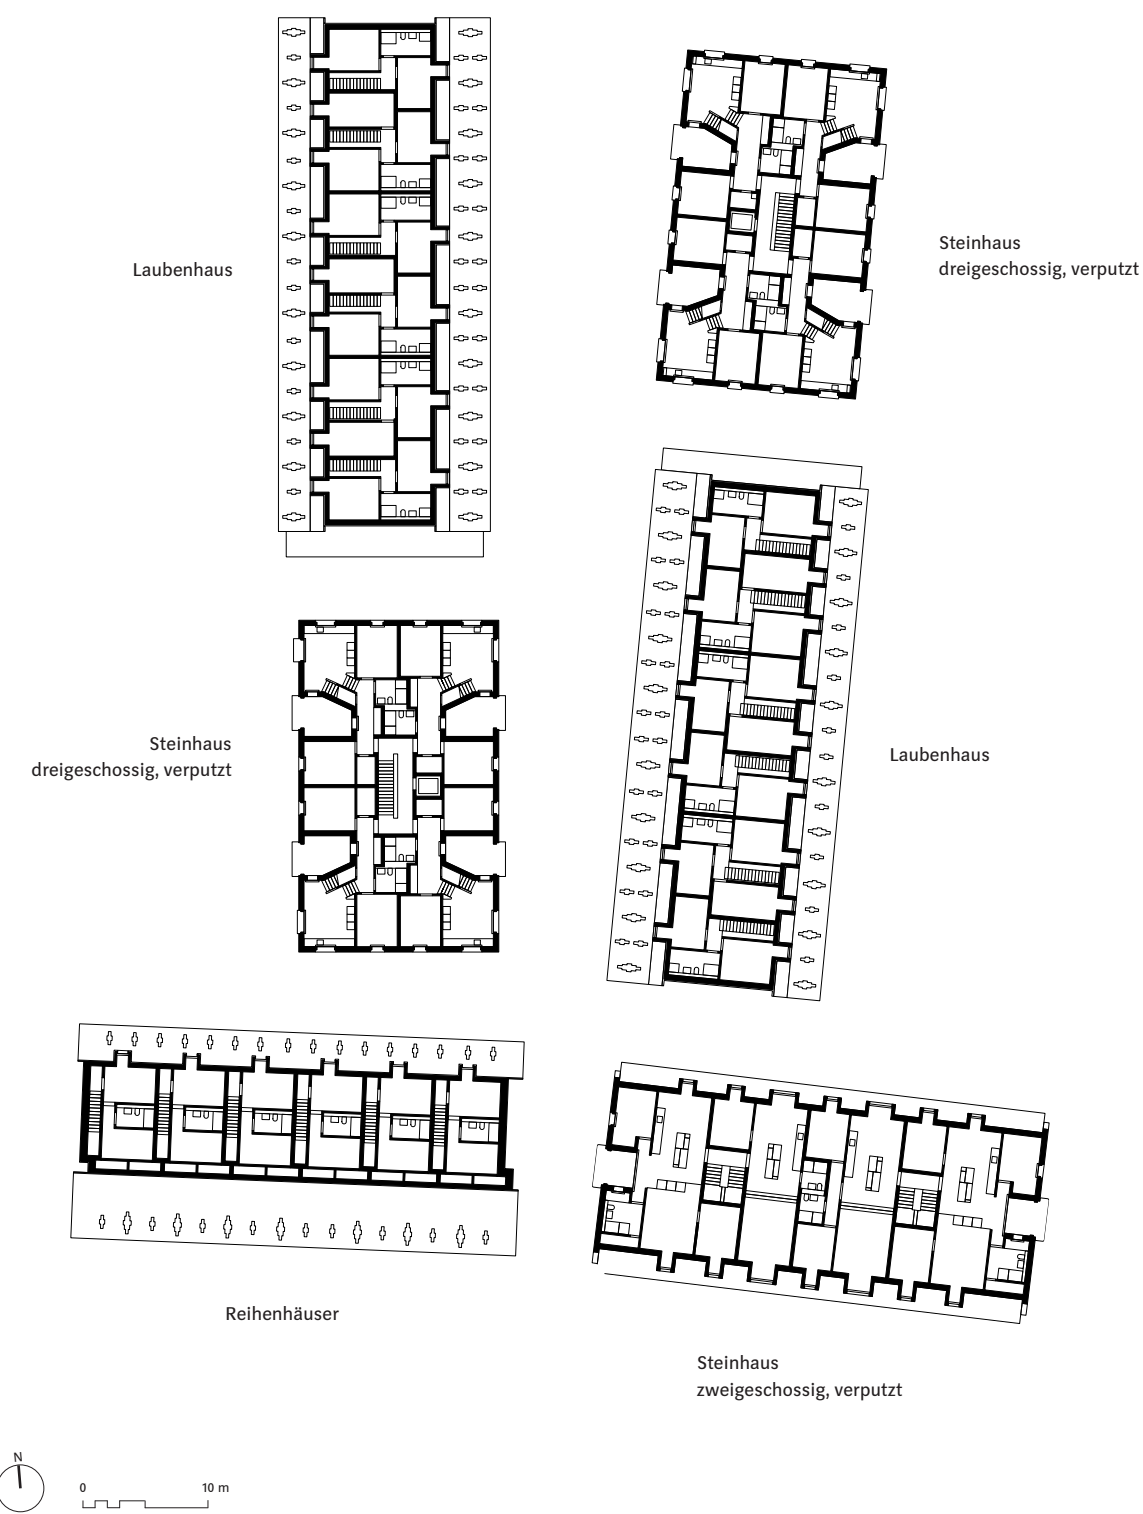 Laubenhaus
Steinhaus
dreigeschossig, verputzt
Steinhaus
dreigeschossig, verputzt
Laubenhaus
Reihenhäuser
Steinhaus
zweigeschossig, verputzt
N
0 10 m